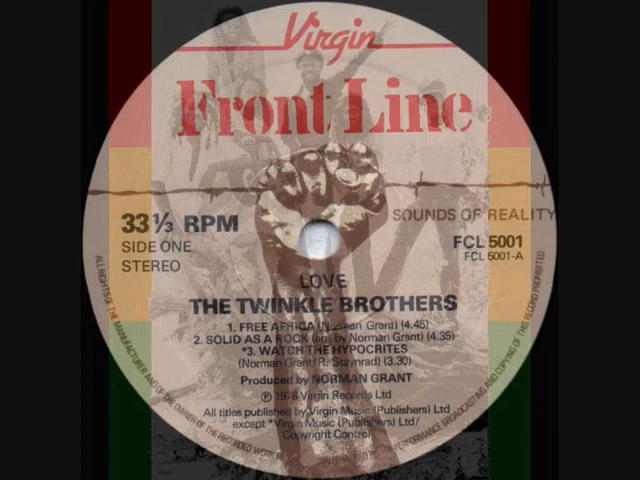 Virgin
Front Line
SOUNDS OF REALITY
33 1/3 RPM
SIDE ONE
STEREO
FCL 5001
FCL 5001-A
LOVE
THE TWINKLE BROTHERS
1. FREE AFRICA (Norman Grant) (4.45)
2. SOLID AS A ROCK (arr. by Norman Grant) (4.35)
*3. WATCH THE HYPOCRITES
(Norman Grant/R. Staynrad) (3.30)
Produced by NORMAN GRANT
℗ 1978 Virgin Records Ltd
All titles published by Virgin Music (Publishers) Ltd
except *Virgin Music (Publishers) Ltd/
Copyright Control
ALL RIGHTS OF THE MANUFACTURER AND OF THE OWNER OF THE RECORDED WORK
PERFORMANCE BROADCASTING AND COPYING OF THIS RECORD PROHIBITED